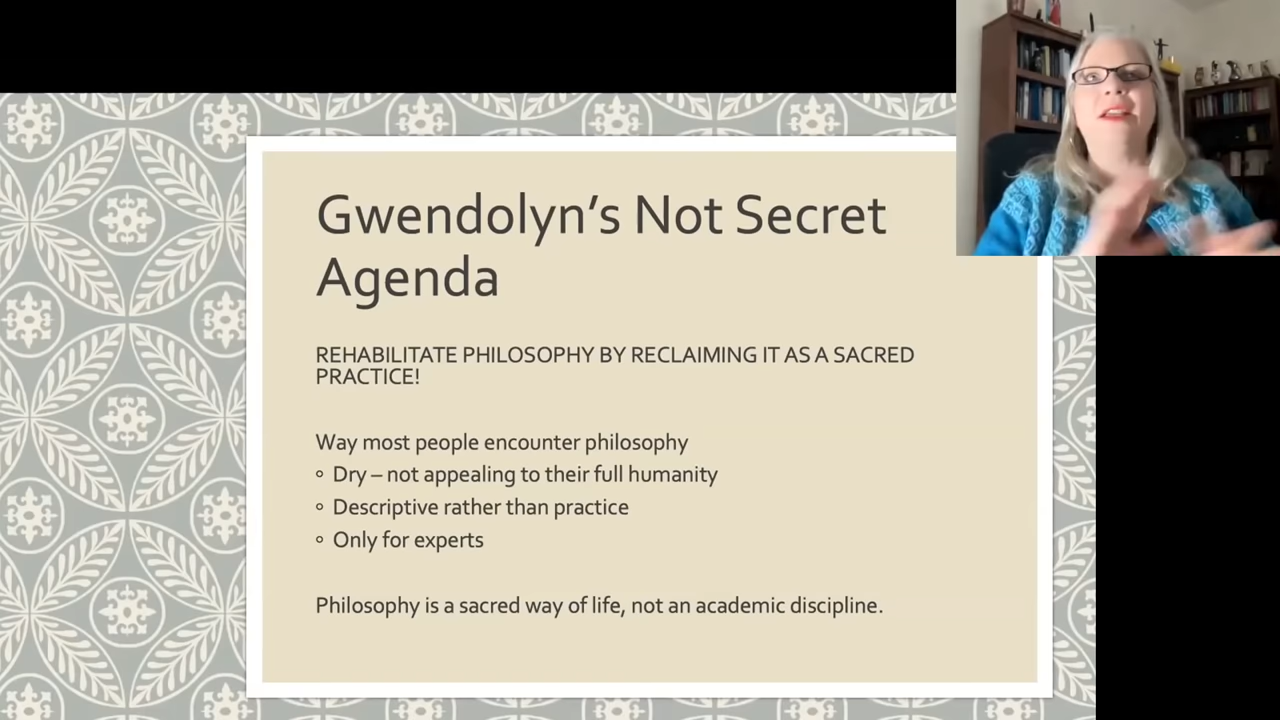 Gwendolyn’s Not Secret
Agenda
REHABILITATE PHILOSOPHY BY RECLAIMING IT AS A SACRED
PRACTICE!
Way most people encounter philosophy
◦ Dry – not appealing to their full humanity
◦ Descriptive rather than practice
◦ Only for experts
Philosophy is a sacred way of life, not an academic discipline.